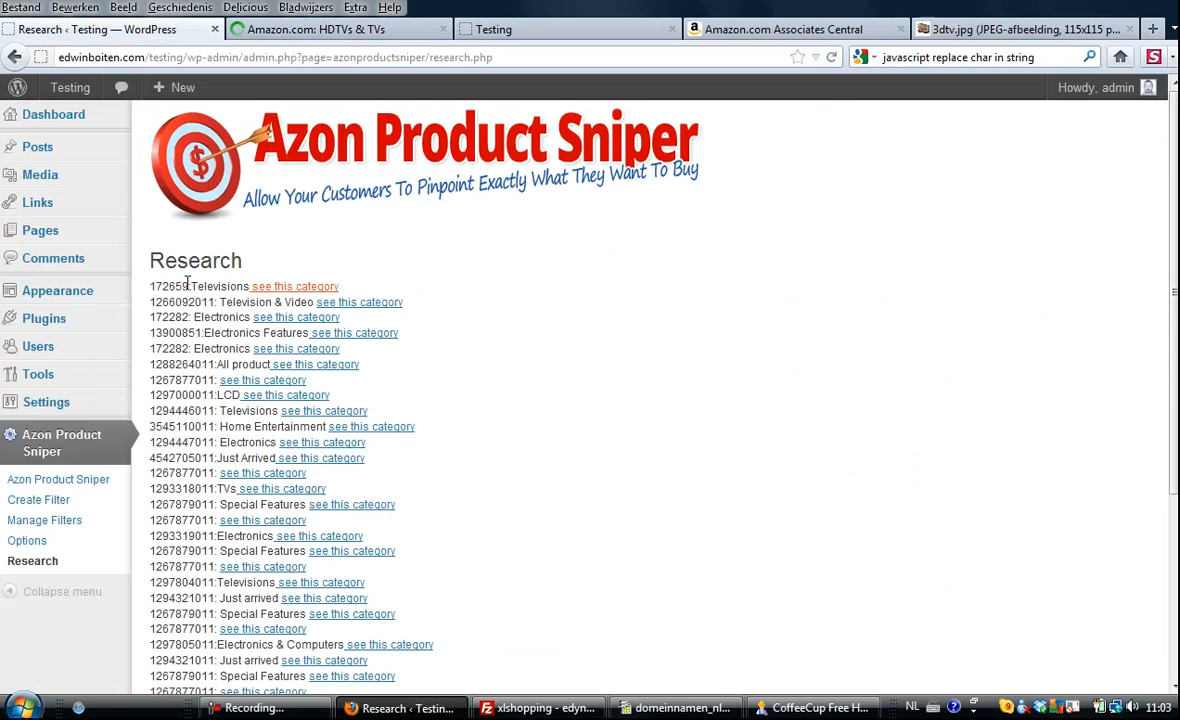 Bestand Bewerken Beeld Geschiedenis Delicious Bladwijzers Extra Help
Research ‹ Testing — WordPress × Amazon.com: HDTVs & TVs × Testing × Amazon.com Associates Central × 3dtv.jpg (JPEG-afbeelding, 115x115 p... ×
edwinboiten.com/testing/wp-admin/admin.php?page=azonproductsniper/research.php javascript replace char in string
Testing + New Howdy, admin
Azon Product Sniper
Allow Your Customers To Pinpoint Exactly What They Want To Buy
Dashboard
Posts
Media
Links
Pages
Comments
Appearance
Plugins
Users
Tools
Settings
Azon Product
Sniper
Azon Product Sniper
Create Filter
Manage Filters
Options
Research
Collapse menu
Research
172659:Televisions see this category
1266092011: Television & Video see this category
172282: Electronics see this category
13900851:Electronics Features see this category
172282: Electronics see this category
1288264011:All product see this category
1267877011: see this category
1297000011:LCD see this category
1294446011: Televisions see this category
3545110011: Home Entertainment see this category
1294447011: Electronics see this category
4542705011:Just Arrived see this category
1267877011: see this category
1293318011:TVs see this category
1267879011: Special Features see this category
1267877011: see this category
1293319011:Electronics see this category
1267879011: Special Features see this category
1267877011: see this category
1297804011:Televisions see this category
1294321011: Just arrived see this category
1267879011: Special Features see this category
1267877011: see this category
1297805011:Electronics & Computers see this category
1294321011: Just arrived see this category
1267879011: Special Features see this category
1267877011: see this category
Recording... Research ‹ Testin... xlshopping - edyn... domeinnamen_nl... CoffeeCup Free H... NL 11:03